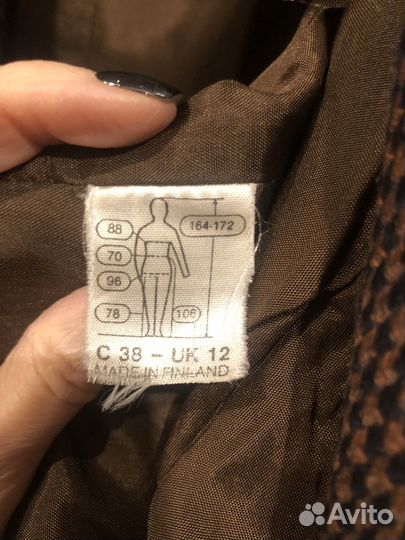 88
164-172
70
96
78
106
C 38 - UK 12
MADE IN FINLAND
Avito